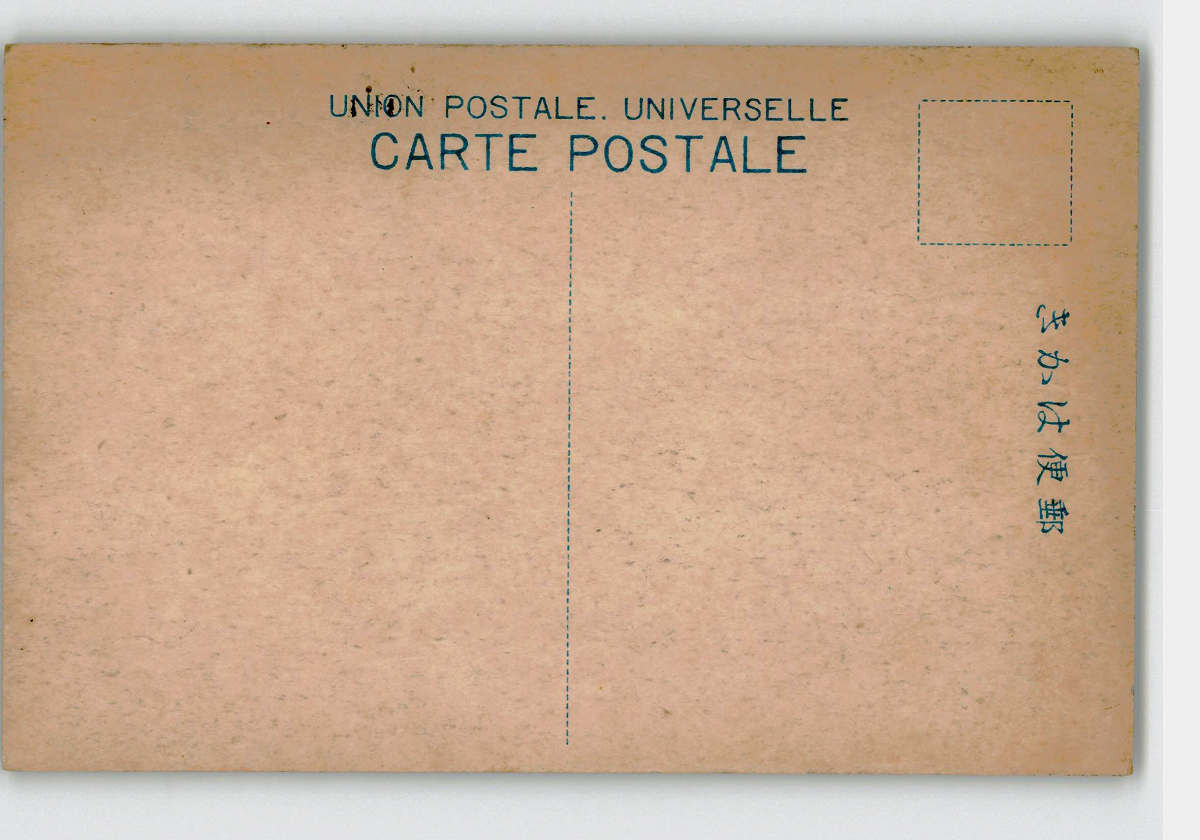 UNION POSTALE. UNIVERSELLE
CARTE POSTALE
郵便はかき